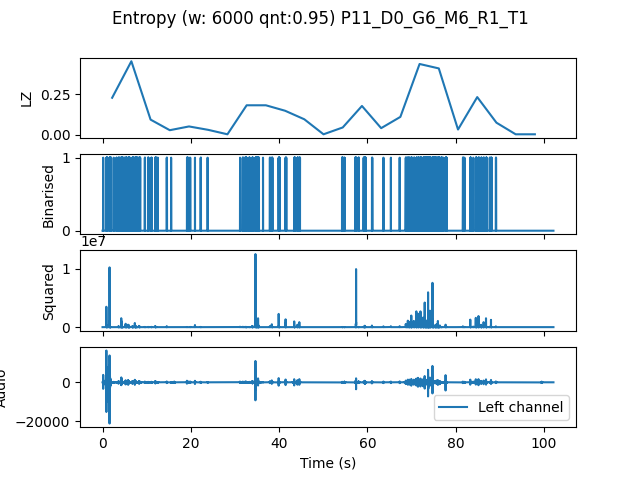 Entropy (w: 6000 qnt:0.95) P11_D0_G6_M6_R1_T1
LZ
0.25
0.00
Binarised
1
0
1e7
Squared
1
0
Audio
0
−20000
Left channel
0 20 40 60 80 100
Time (s)